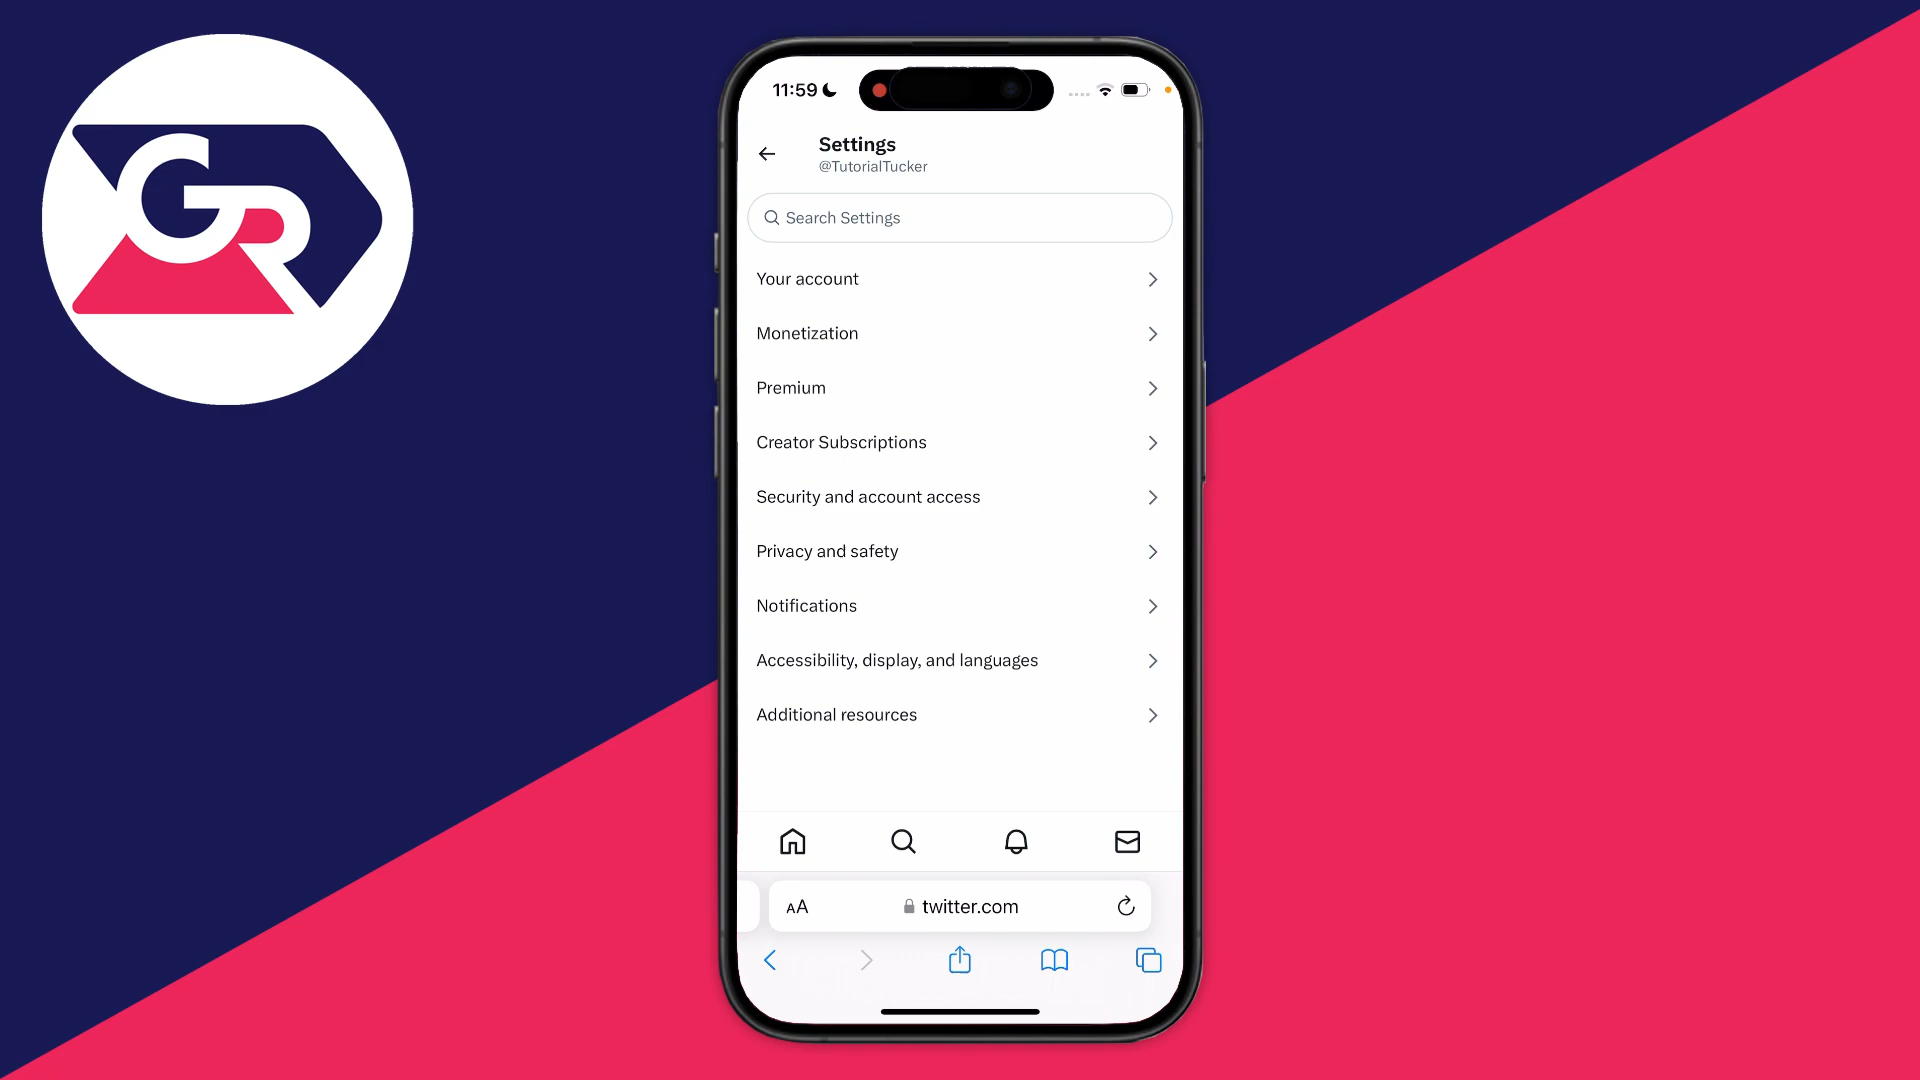 GR
11:59
Settings
@TutorialTucker
Search Settings
Your account
Monetization
Premium
Creator Subscriptions
Security and account access
Privacy and safety
Notifications
Accessibility, display, and languages
Additional resources
AA
twitter.com